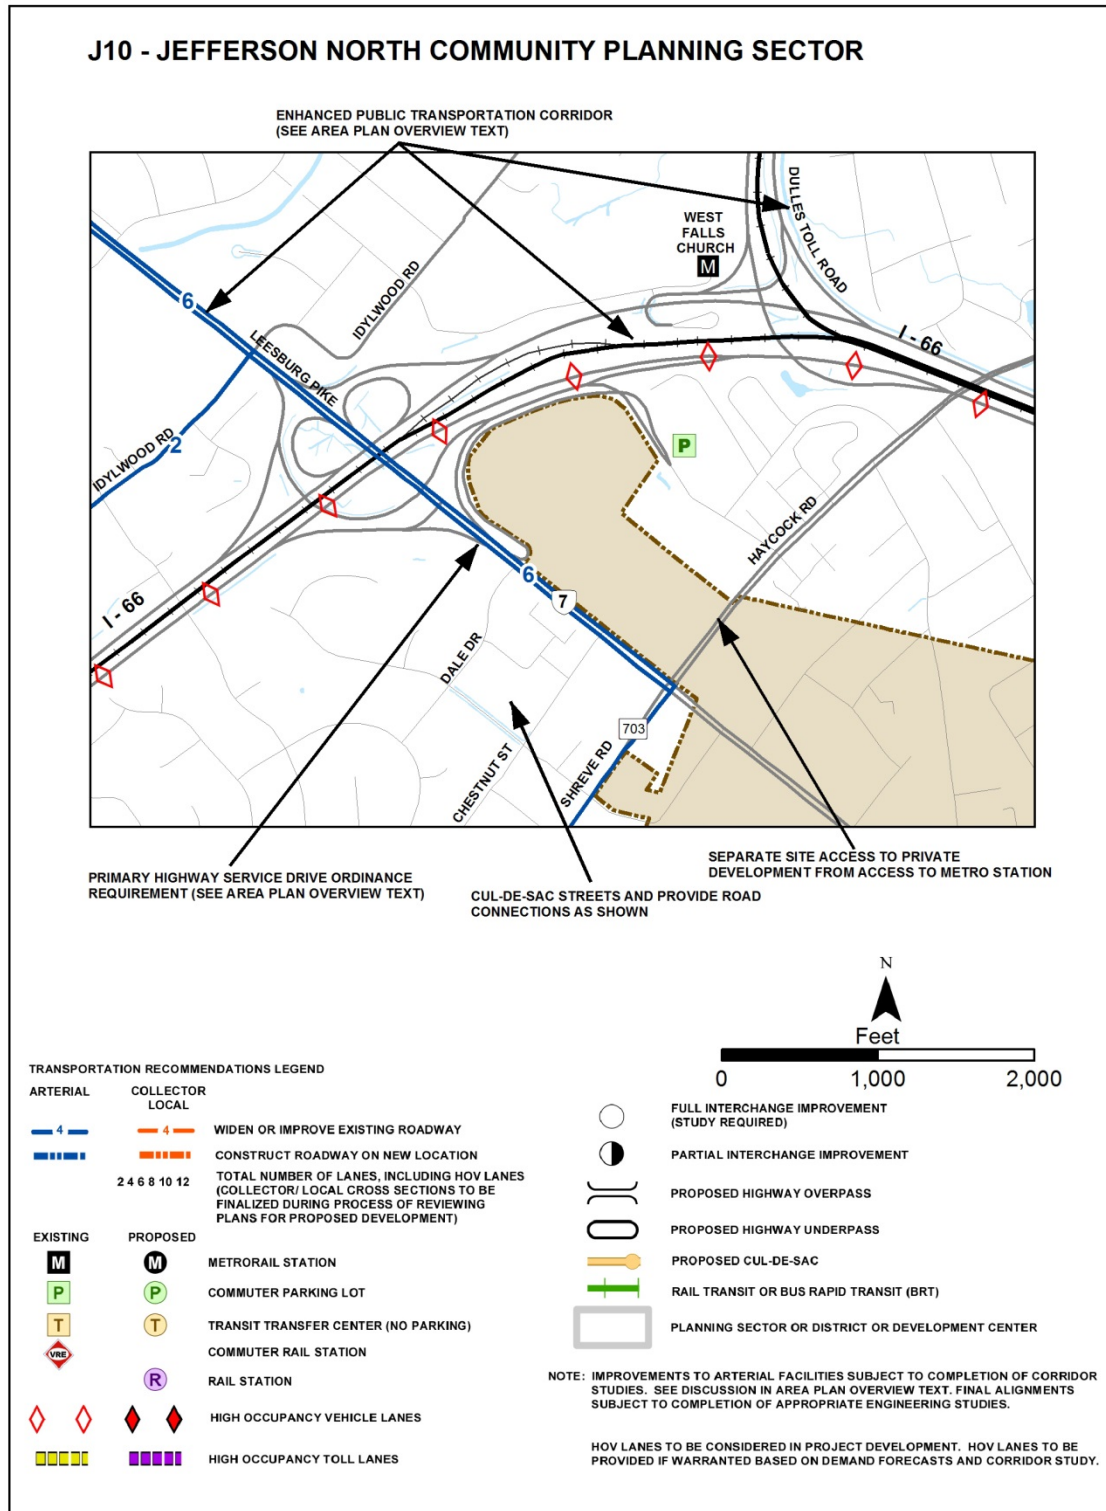 J10 - JEFFERSON NORTH COMMUNITY PLANNING SECTOR
ENHANCED PUBLIC TRANSPORTATION CORRIDOR
(SEE AREA PLAN OVERVIEW TEXT)
DULLES TOLL ROAD
WEST
FALLS
CHURCH
M
IDYLWOOD RD
6
LEESBURG PIKE
I - 66
IDYLWOOD RD
2
P
HAYCOCK RD
6
7
I - 66
DALE DR
703
CHESTNUT ST
SHREVE RD
PRIMARY HIGHWAY SERVICE DRIVE ORDINANCE
REQUIREMENT (SEE AREA PLAN OVERVIEW TEXT)
CUL-DE-SAC STREETS AND PROVIDE ROAD
CONNECTIONS AS SHOWN
SEPARATE SITE ACCESS TO PRIVATE
DEVELOPMENT FROM ACCESS TO METRO STATION
N
Feet
0 1,000 2,000
TRANSPORTATION RECOMMENDATIONS LEGEND
ARTERIAL COLLECTOR
LOCAL
4 4 WIDEN OR IMPROVE EXISTING ROADWAY
CONSTRUCT ROADWAY ON NEW LOCATION
2 4 6 8 10 12 TOTAL NUMBER OF LANES, INCLUDING HOV LANES
(COLLECTOR/ LOCAL CROSS SECTIONS TO BE
FINALIZED DURING PROCESS OF REVIEWING
PLANS FOR PROPOSED DEVELOPMENT)
EXISTING PROPOSED
M M METRORAIL STATION
P P COMMUTER PARKING LOT
T T TRANSIT TRANSFER CENTER (NO PARKING)
VRE COMMUTER RAIL STATION
R RAIL STATION
HIGH OCCUPANCY VEHICLE LANES
HIGH OCCUPANCY TOLL LANES
FULL INTERCHANGE IMPROVEMENT
(STUDY REQUIRED)
PARTIAL INTERCHANGE IMPROVEMENT
PROPOSED HIGHWAY OVERPASS
PROPOSED HIGHWAY UNDERPASS
PROPOSED CUL-DE-SAC
RAIL TRANSIT OR BUS RAPID TRANSIT (BRT)
PLANNING SECTOR OR DISTRICT OR DEVELOPMENT CENTER
NOTE: IMPROVEMENTS TO ARTERIAL FACILITIES SUBJECT TO COMPLETION OF CORRIDOR
STUDIES. SEE DISCUSSION IN AREA PLAN OVERVIEW TEXT. FINAL ALIGNMENTS
SUBJECT TO COMPLETION OF APPROPRIATE ENGINEERING STUDIES.
HOV LANES TO BE CONSIDERED IN PROJECT DEVELOPMENT. HOV LANES TO BE
PROVIDED IF WARRANTED BASED ON DEMAND FORECASTS AND CORRIDOR STUDY.